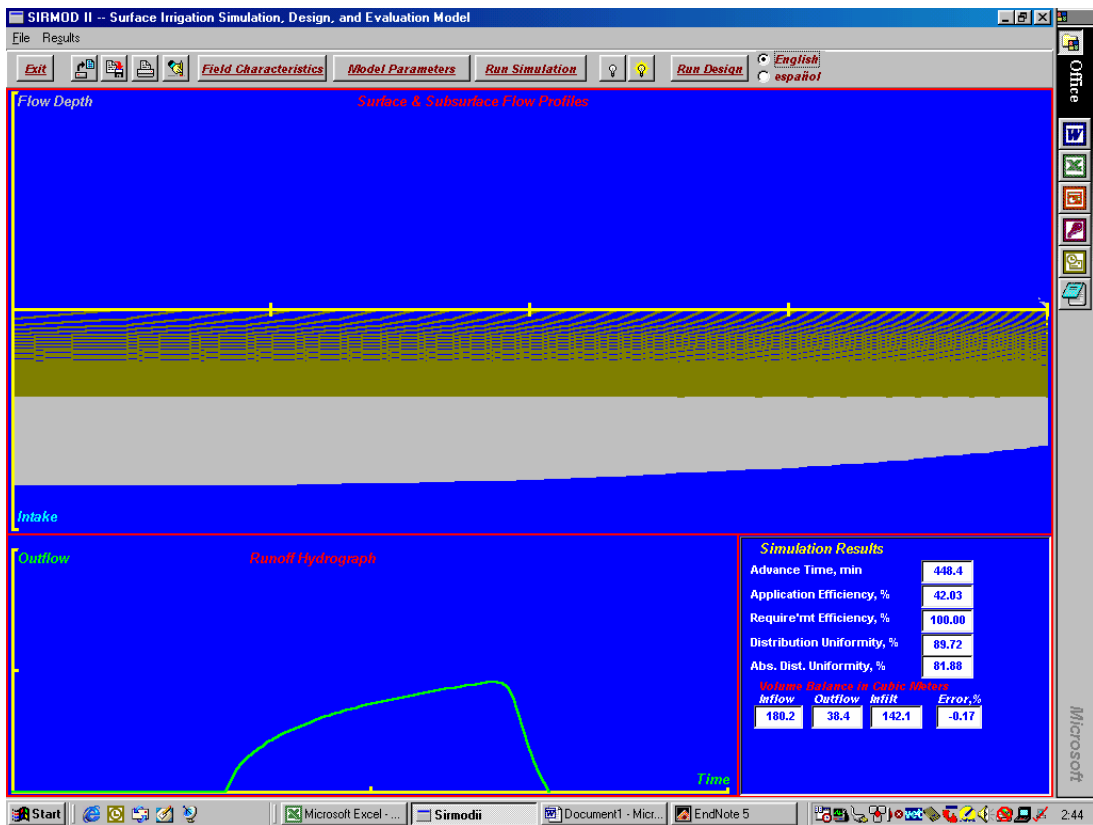 SIRMOD II -- Surface Irrigation Simulation, Design, and Evaluation Model
File Results
Exit Field Characteristics Model Parameters Run Simulation Run Design English
español
Office
Flow Depth Surface & Subsurface Flow Profiles
Intake
Outflow Runoff Hydrograph
Time
Simulation Results
Advance Time, min 448.4
Application Efficiency, % 42.03
Require'mt Efficiency, % 100.00
Distribution Uniformity, % 89.72
Abs. Dist. Uniformity, % 81.88
Volume Balance in Cubic Meters
Inflow Outflow Infilt Error,%
180.2 38.4 142.1 -0.17
Microsoft
Start Microsoft Excel - ... Sirmodii Document1 - Micr... EndNote 5 2:44